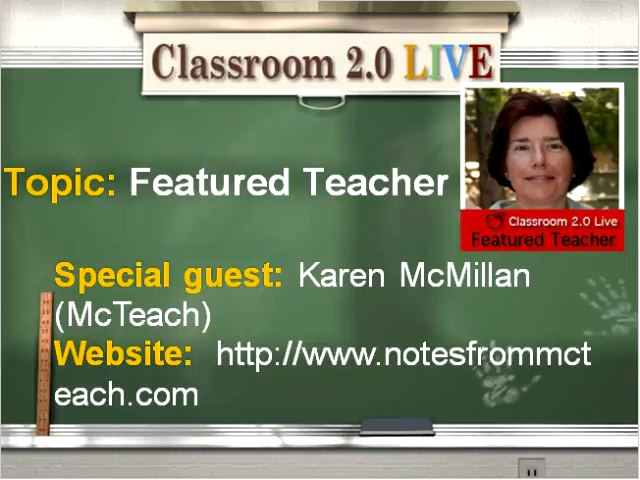 Classroom 2.0 LIVE
Topic: Featured Teacher
Classroom 2.0 Live
Featured Teacher
Special guest: Karen McMillan
(McTeach)
Website: http://www.notesfrommct
each.com